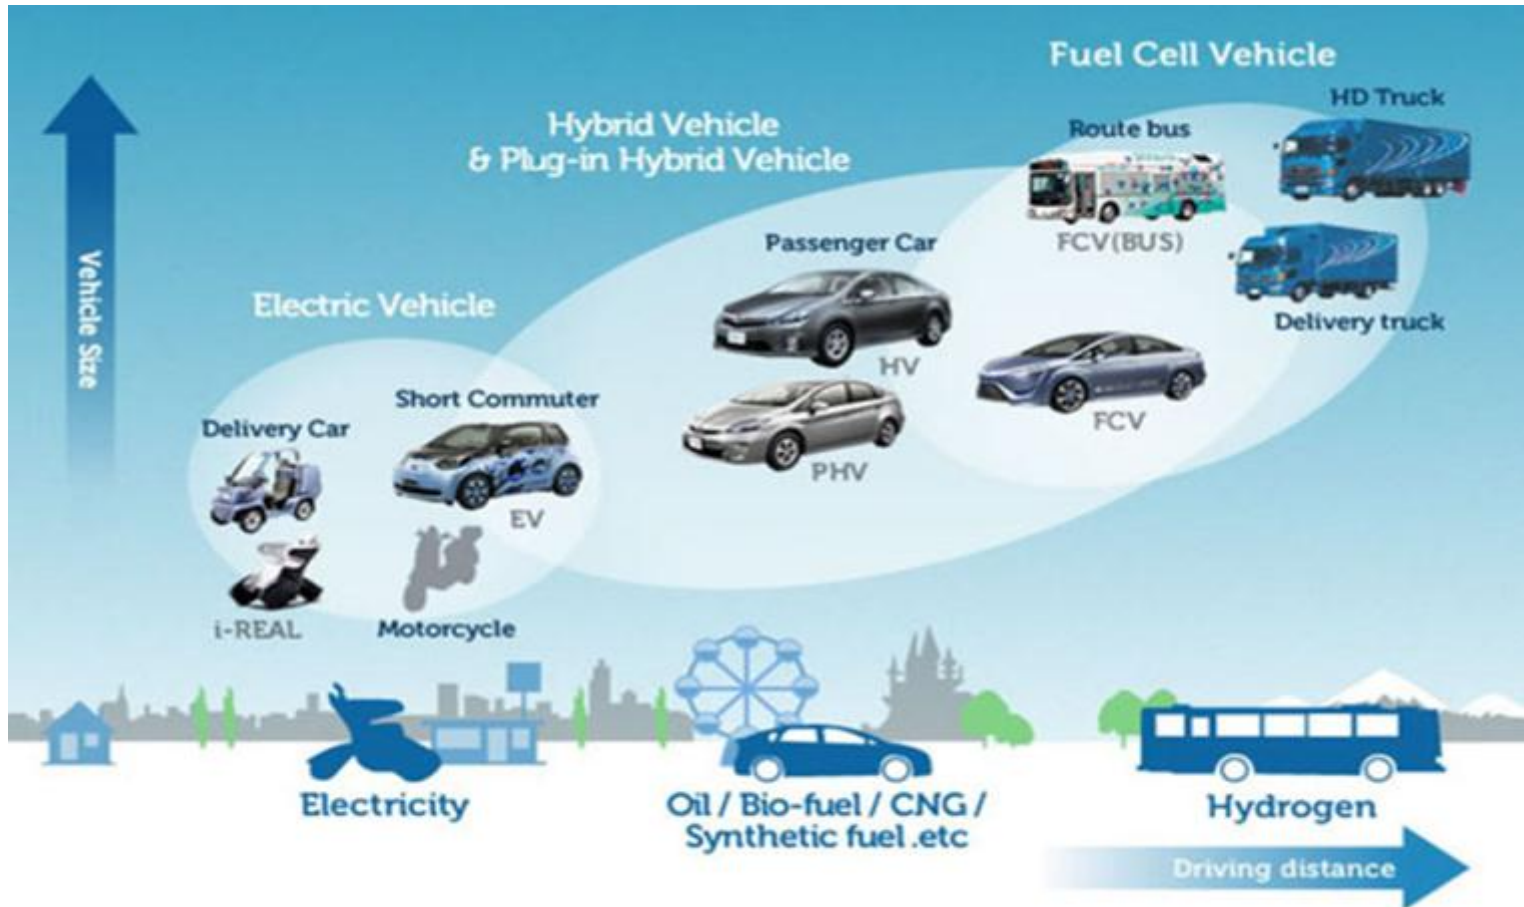 Fuel Cell Vehicle
HD Truck
Hybrid Vehicle
& Plug-in Hybrid Vehicle
Route bus
FCV(BUS)
Passenger Car
Vehicle Size
Electric Vehicle
Delivery truck
HV
Short Commuter
FCV
Delivery Car
PHV
EV
i-REAL
Motorcycle
Electricity
Oil / Bio-fuel / CNG /
Synthetic fuel .etc
Hydrogen
Driving distance